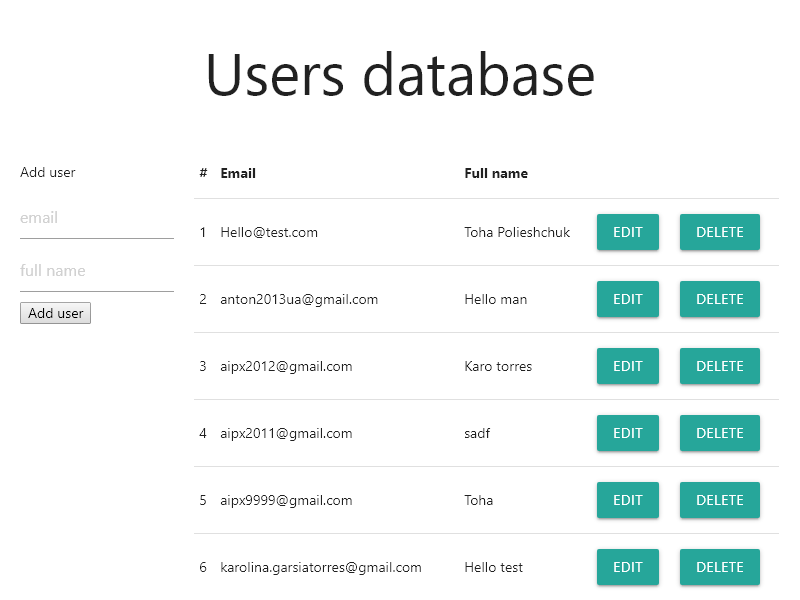 Users database
Add user
email
full name
Add user
# Email Full name
1 Hello@test.com Toha Polieshchuk EDIT DELETE
2 anton2013ua@gmail.com Hello man EDIT DELETE
3 aipx2012@gmail.com Karo torres EDIT DELETE
4 aipx2011@gmail.com sadf EDIT DELETE
5 aipx9999@gmail.com Toha EDIT DELETE
6 karolina.garsiatorres@gmail.com Hello test EDIT DELETE